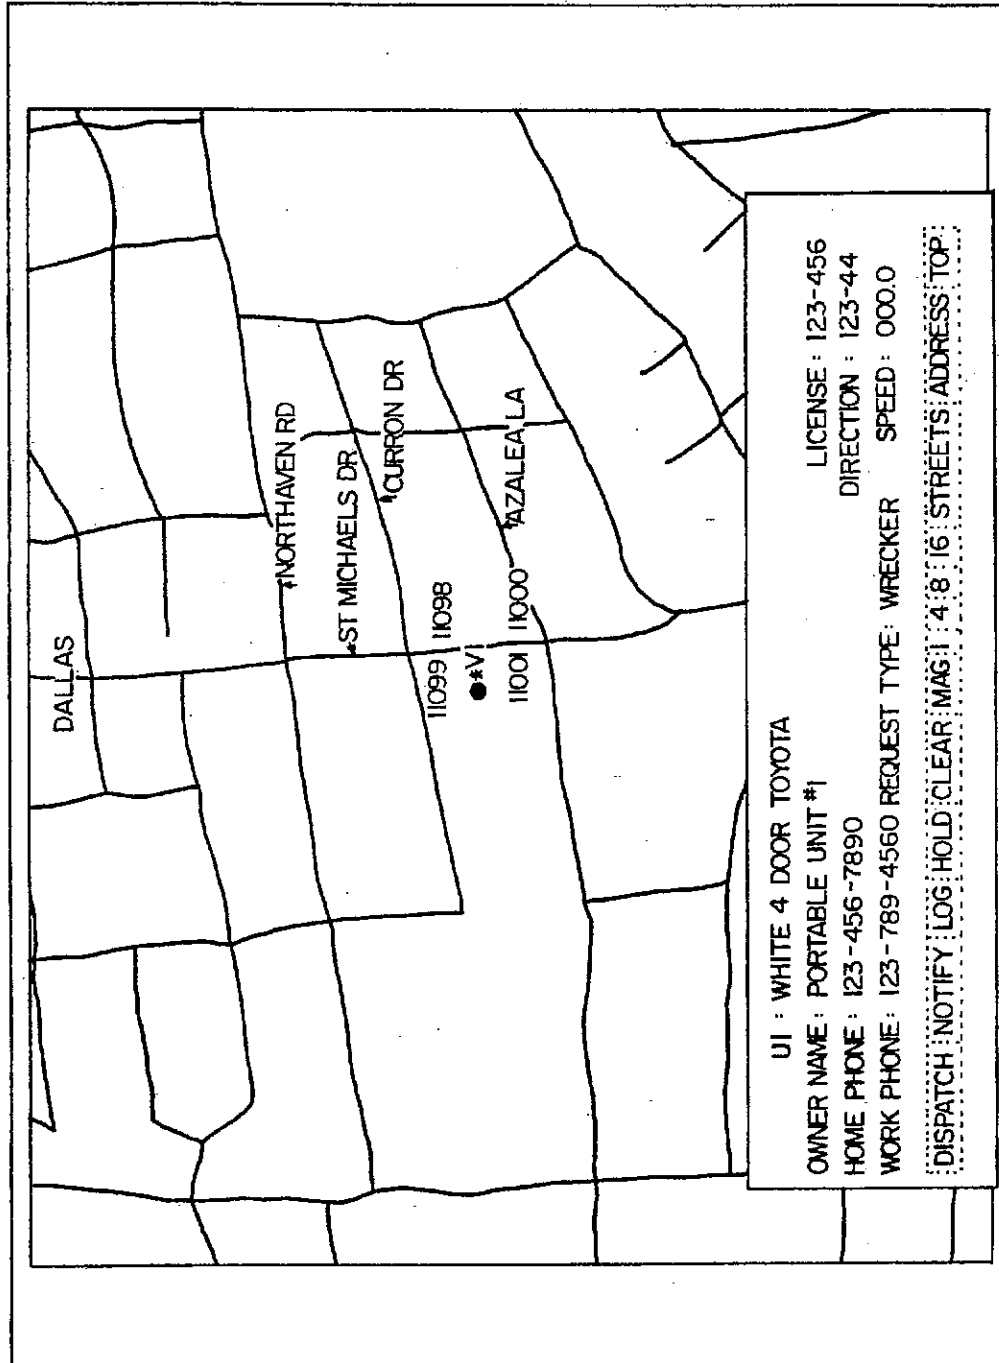 DALLAS
NORTHAVEN RD
ST MICHAELS DR
CURRON DR
11099 11098
*V1
11001 11000
AZALEA LA
U1 : WHITE 4 DOOR TOYOTA
OWNER NAME : PORTABLE UNIT #1 LICENSE : 123-456
HOME PHONE : 123-456-7890 DIRECTION : 123-44
WORK PHONE : 123-789-4560 REQUEST TYPE : WRECKER SPEED : 000.0
DISPATCH NOTIFY LOG HOLD CLEAR MAG 1 4 8 16 STREETS ADDRESS TOP